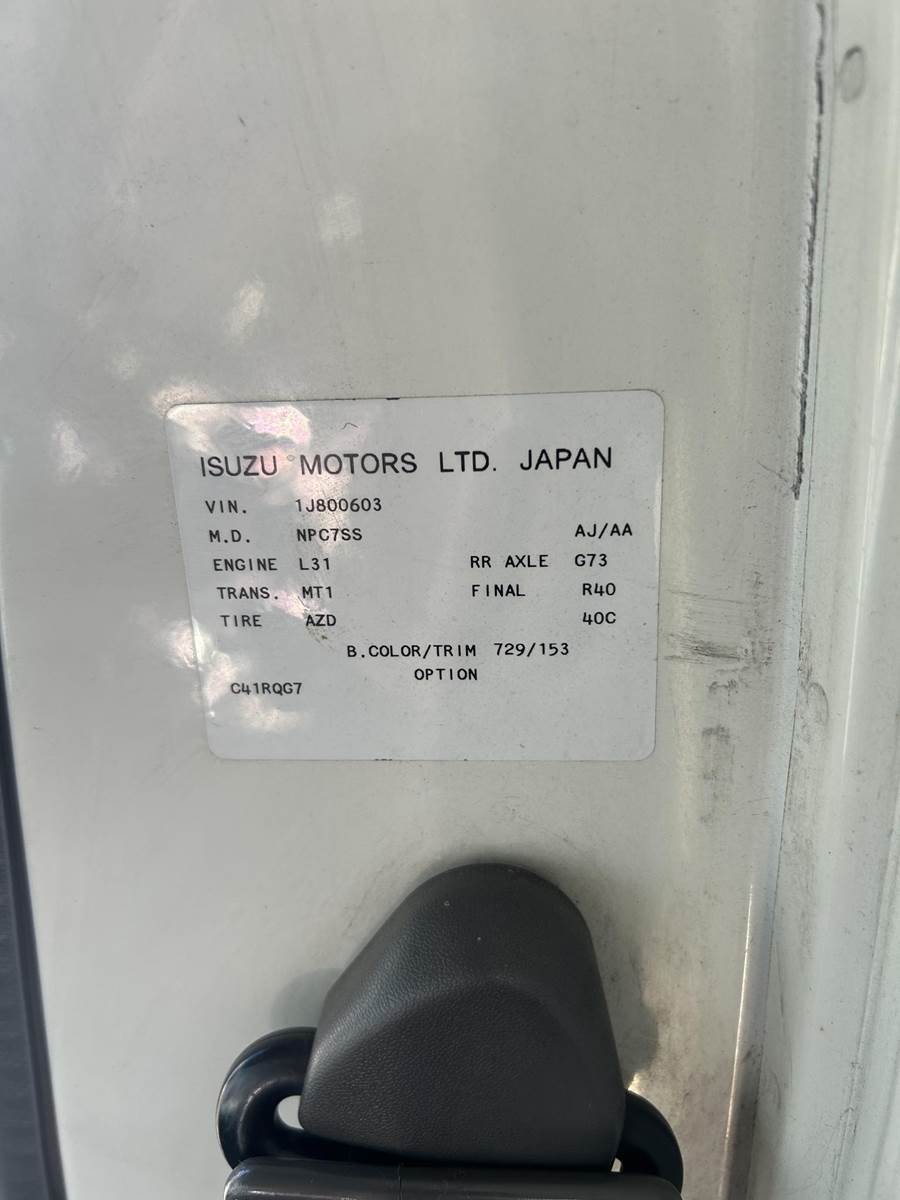 ISUZU MOTORS LTD. JAPAN
VIN. 1J800603
M.D. NPC7SS AJ/AA
ENGINE L31 RR AXLE G73
TRANS. MT1 FINAL R40
TIRE AZD 40C
B.COLOR/TRIM 729/153
OPTION
C41RQG7